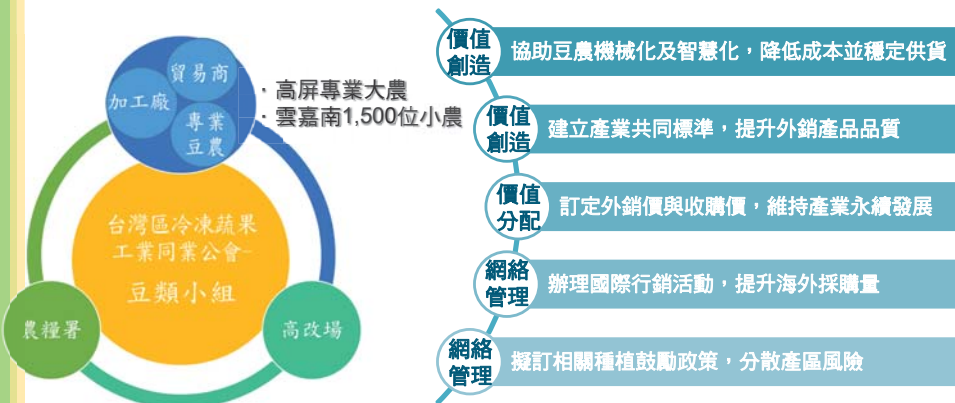 貿易商
加工廠
專業
豆農
・高屏專業大農
・雲嘉南1,500位小農
台灣區冷凍蔬果
工業同業公會-
豆類小組
農糧署
高改場
價值
創造
協助豆農機械化及智慧化，降低成本並穩定供貨
價值
創造
建立產業共同標準，提升外銷產品品質
價值
分配
訂定外銷價與收購價，維持產業永續發展
網絡
管理
辦理國際行銷活動，提升海外採購量
網絡
管理
擬訂相關種植鼓勵政策，分散產區風險